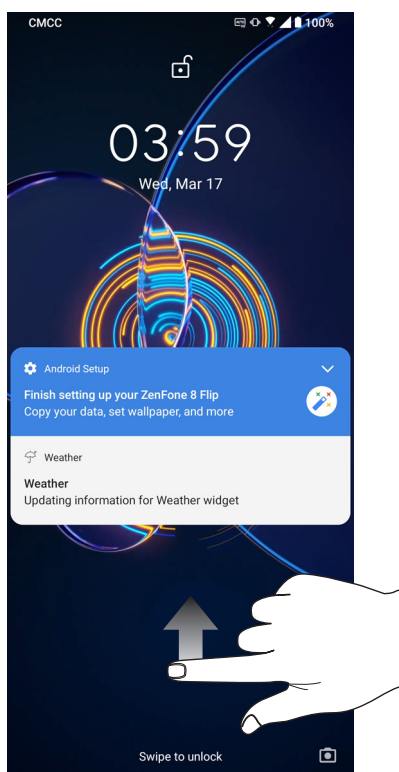 CMCC
100%
03:59
Wed, Mar 17
Android Setup
Finish setting up your ZenFone 8 Flip
Copy your data, set wallpaper, and more
Weather
Weather
Updating information for Weather widget
Swipe to unlock